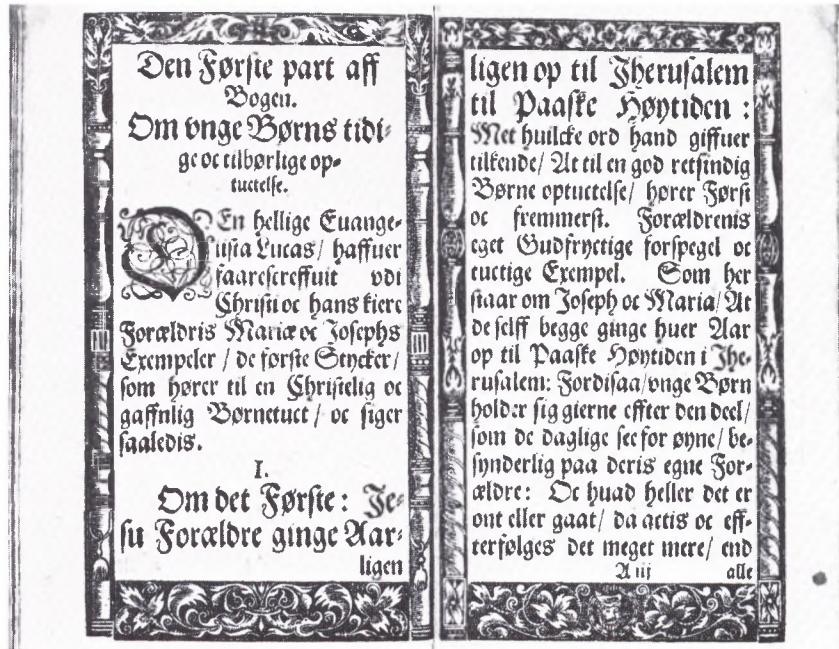 Den Første part aff
Bogen.
Om vnge Børns tidi-
ge oc tilbørlige op-
tuctelse.
DEn hellige Euange-
lista Lucas / haffuer
faarescreffuit vdi
Christi oc hans kiere
Forældris Mariæ oc Josephs
Exempeler / de første Stycker /
som hører til en Christelig oc
gaffnlig Børnetuct / oc siger
saaledis.
I.
Om det Første: Je-
su Forældre ginge Aar-
ligen
ligen op til Jherusalem
til Paaske Høytiden:
Met huilcke ord hand giffuer
tilkende / At til en god retsindig
Børne optuctelse / hører Først
oc fremmerst. Forældrenis
eget Gudfryctige forspegel oc
tuctige Exempel. Som her
staar om Joseph oc Maria / At
de self begge ginge huer Aar
op til Paaske Høytiden i Jhe-
rusalem: Fordisaa / vnge Børn
holder sig gierne effter den deel /
som de daglige see for øyne / be-
synderlig paa deris egne For-
ældre: Oc huad heller det er
ont eller gaat / da actis oc eff-
terfølges det meget mere / end
A iij alle